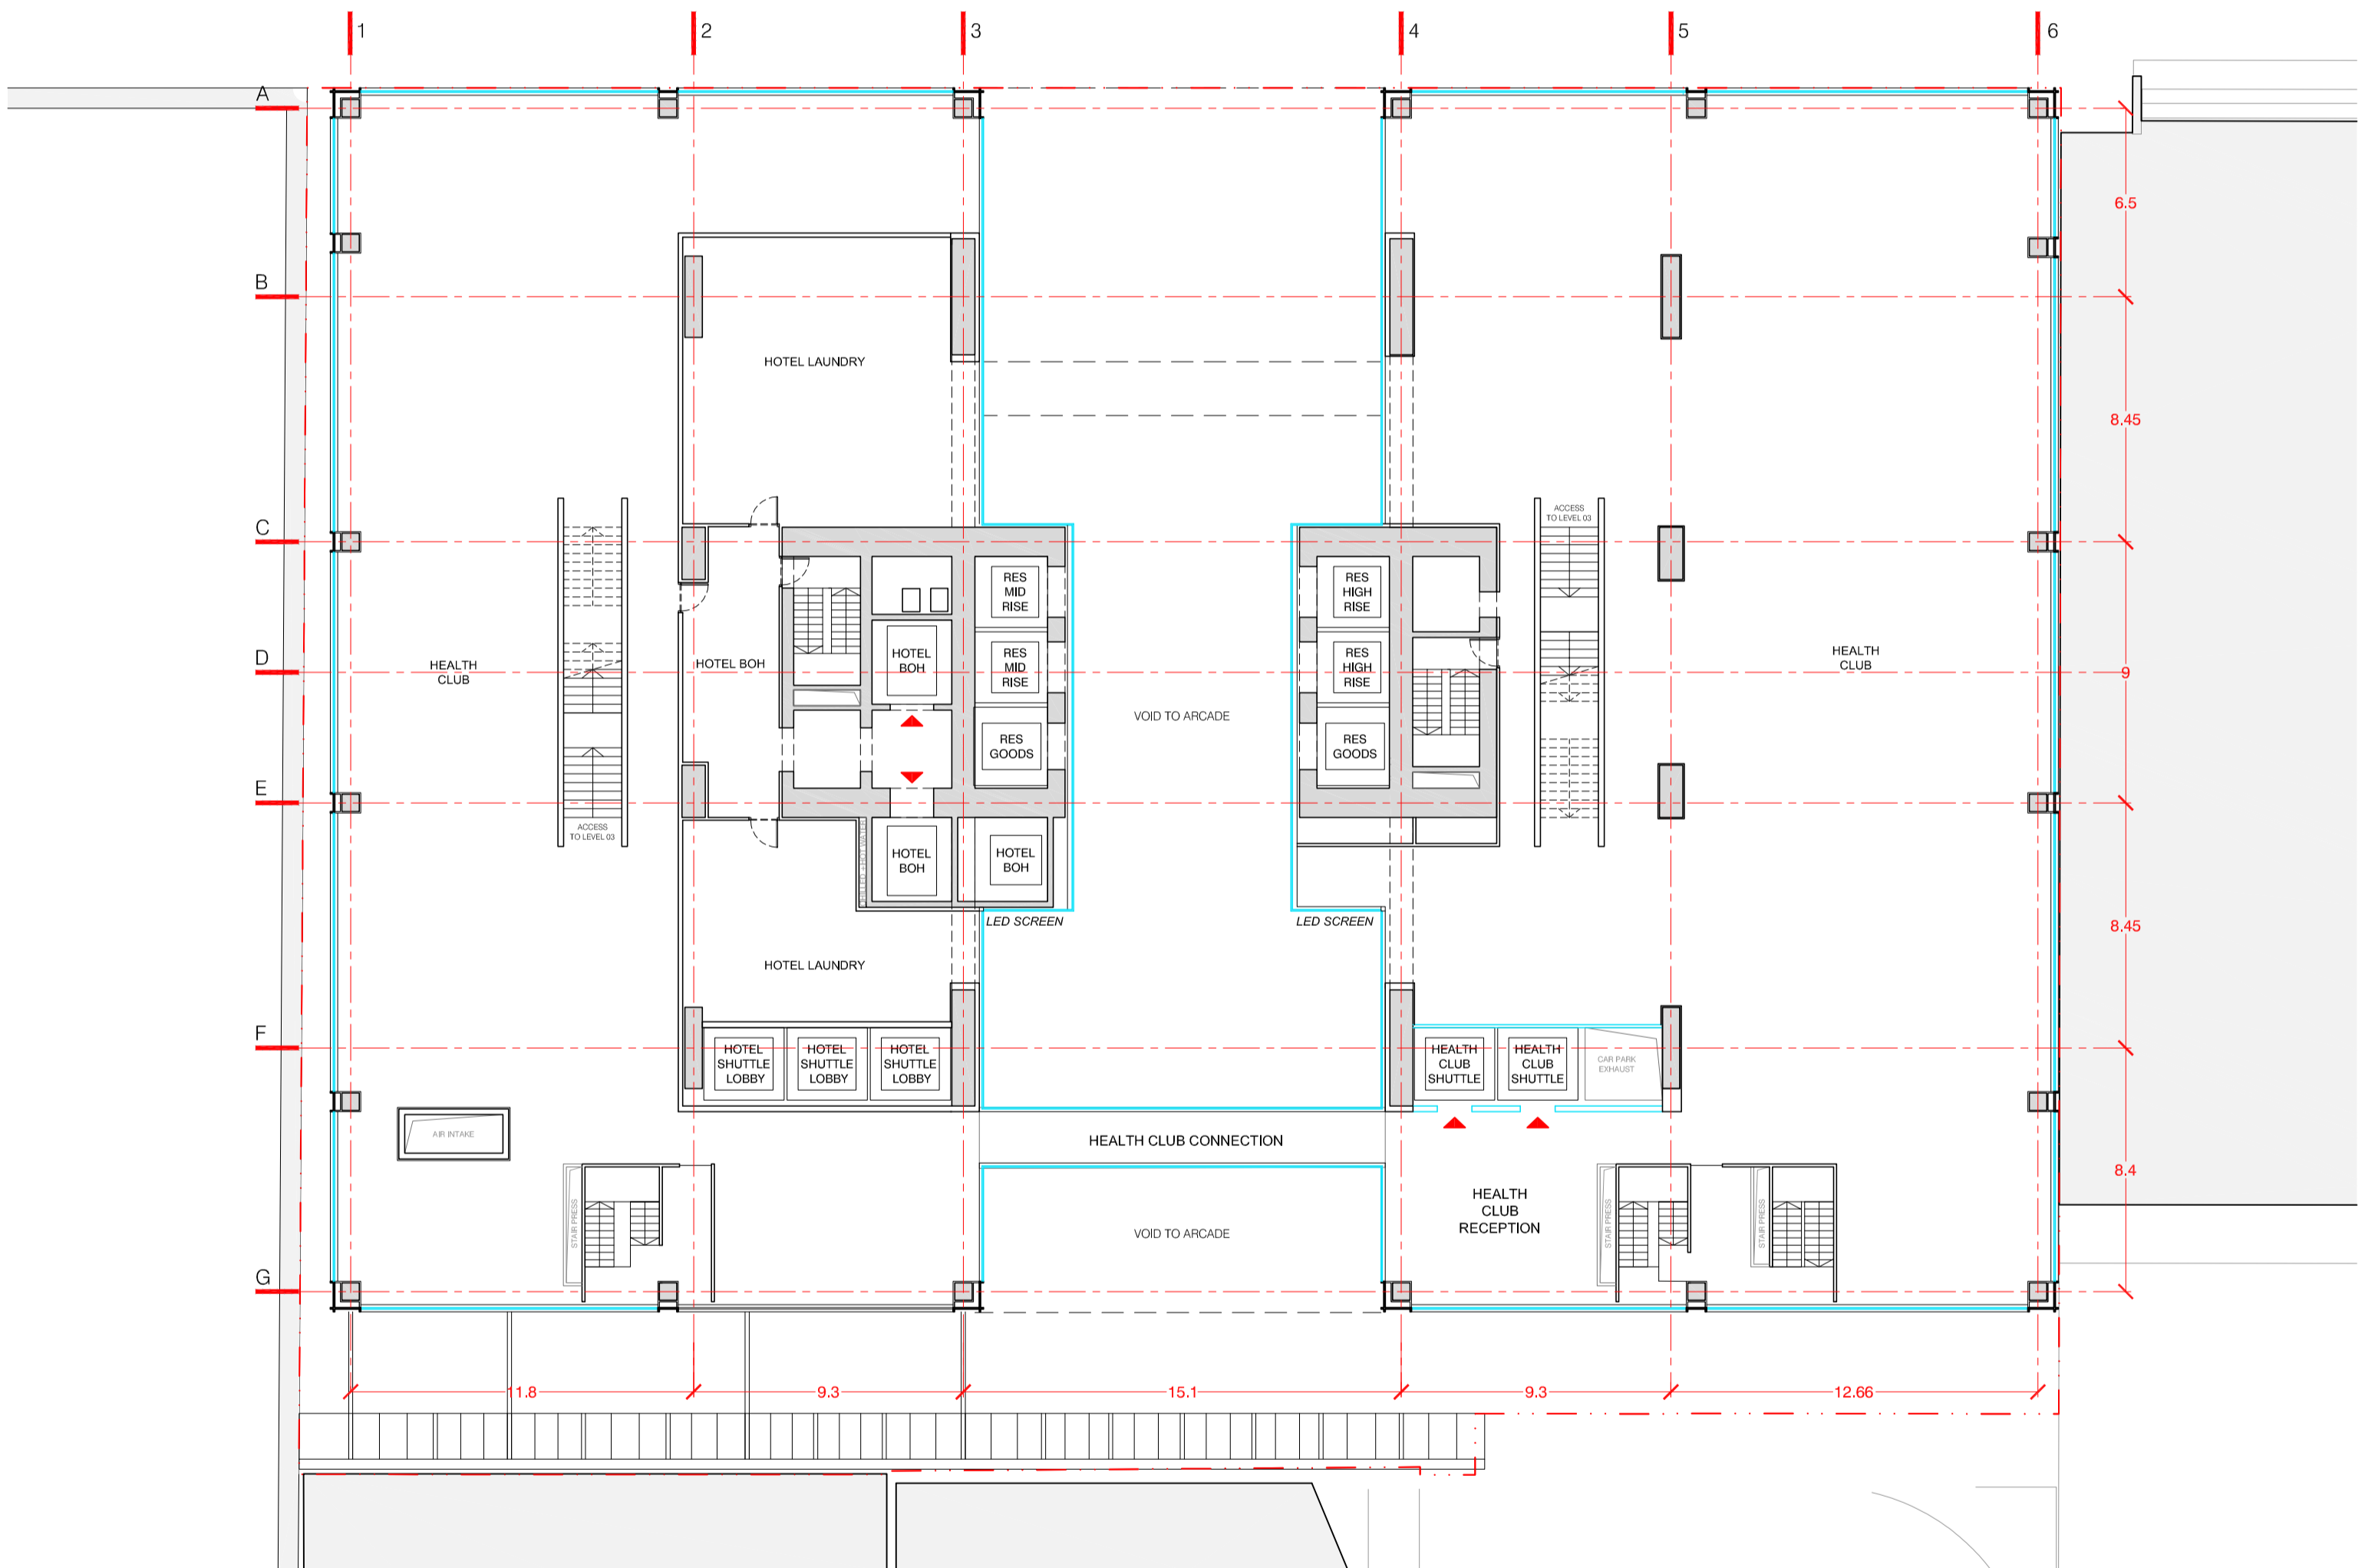 1
2
3
4
5
6
A
B
C
D
E
F
G
6.5
8.45
9
8.45
8.4
HOTEL LAUNDRY
ACCESS
TO LEVEL 03
RES
MID
RISE
RES
HIGH
RISE
HEALTH
CLUB
HOTEL BOH
HOTEL
BOH
RES
MID
RISE
RES
HIGH
RISE
HEALTH
CLUB
VOID TO ARCADE
RES
GOODS
RES
GOODS
ACCESS
TO LEVEL 03
HOTEL
BOH
HOTEL
BOH
LED SCREEN
LED SCREEN
HOTEL LAUNDRY
HOTEL
SHUTTLE
LOBBY
HOTEL
SHUTTLE
LOBBY
HOTEL
SHUTTLE
LOBBY
HEALTH
CLUB
SHUTTLE
HEALTH
CLUB
SHUTTLE
CAR PARK
EXHAUST
AIR INTAKE
HEALTH CLUB CONNECTION
STAIR PRESS
VOID TO ARCADE
HEALTH
CLUB
RECEPTION
STAIR PRESS
STAIR PRESS
11.8
9.3
15.1
9.3
12.66